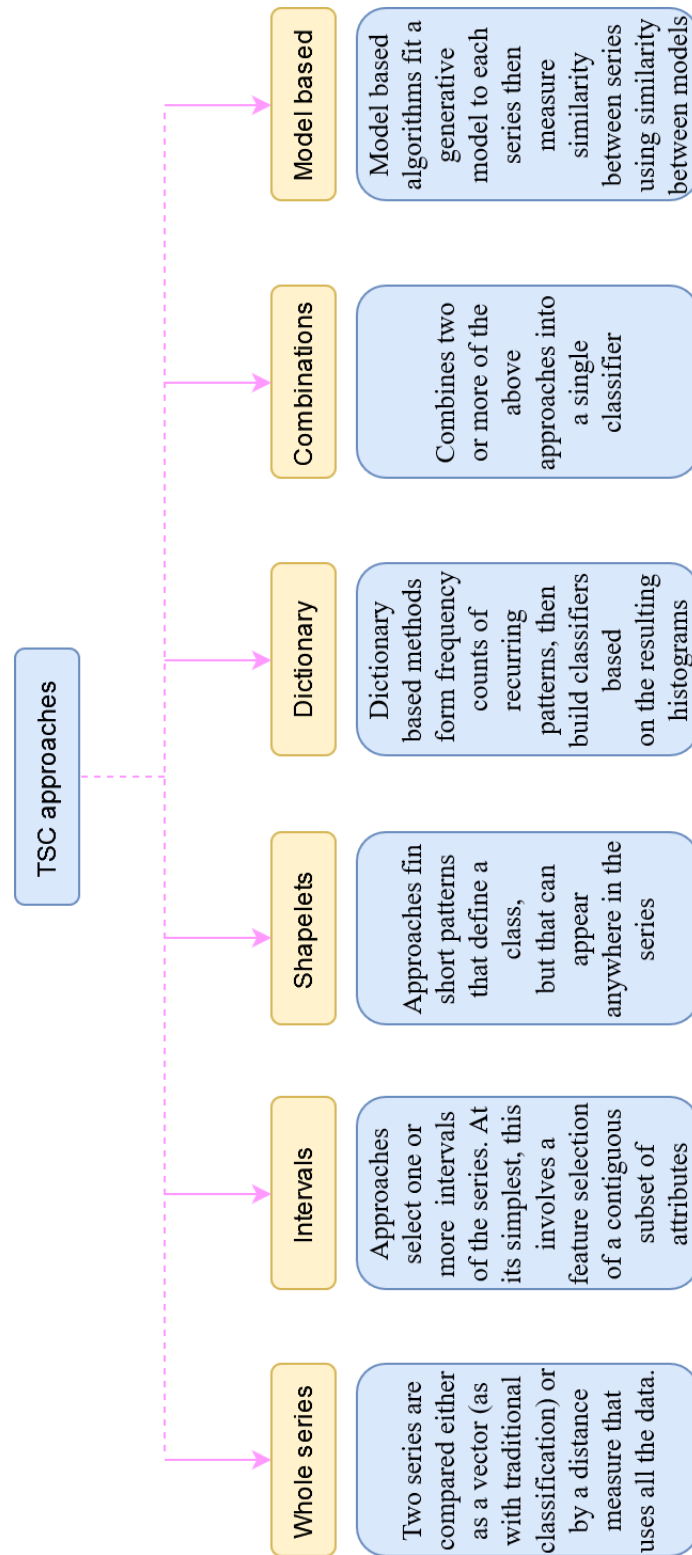 TSC approaches
Whole series
Two series are
compared either
as a vector (as
with traditional
classification) or
by a distance
measure that
uses all the data.
Intervals
Approaches
select one or
more intervals
of the series. At
its simplest, this
involves a
feature selection
of a contiguous
subset of
attributes
Shapelets
Approaches fin
short patterns
that define a
class,
but that can
appear
anywhere in the
series
Dictionary
Dictionary
based methods
form frequency
counts of
recurring
patterns, then
build classifiers
based
on the resulting
histograms
Combinations
Combines two
or more of the
above
approaches into
a single
classifier
Model based
Model based
algorithms fit a
generative
model to each
series then
measure
similarity
between series
using similarity
between models